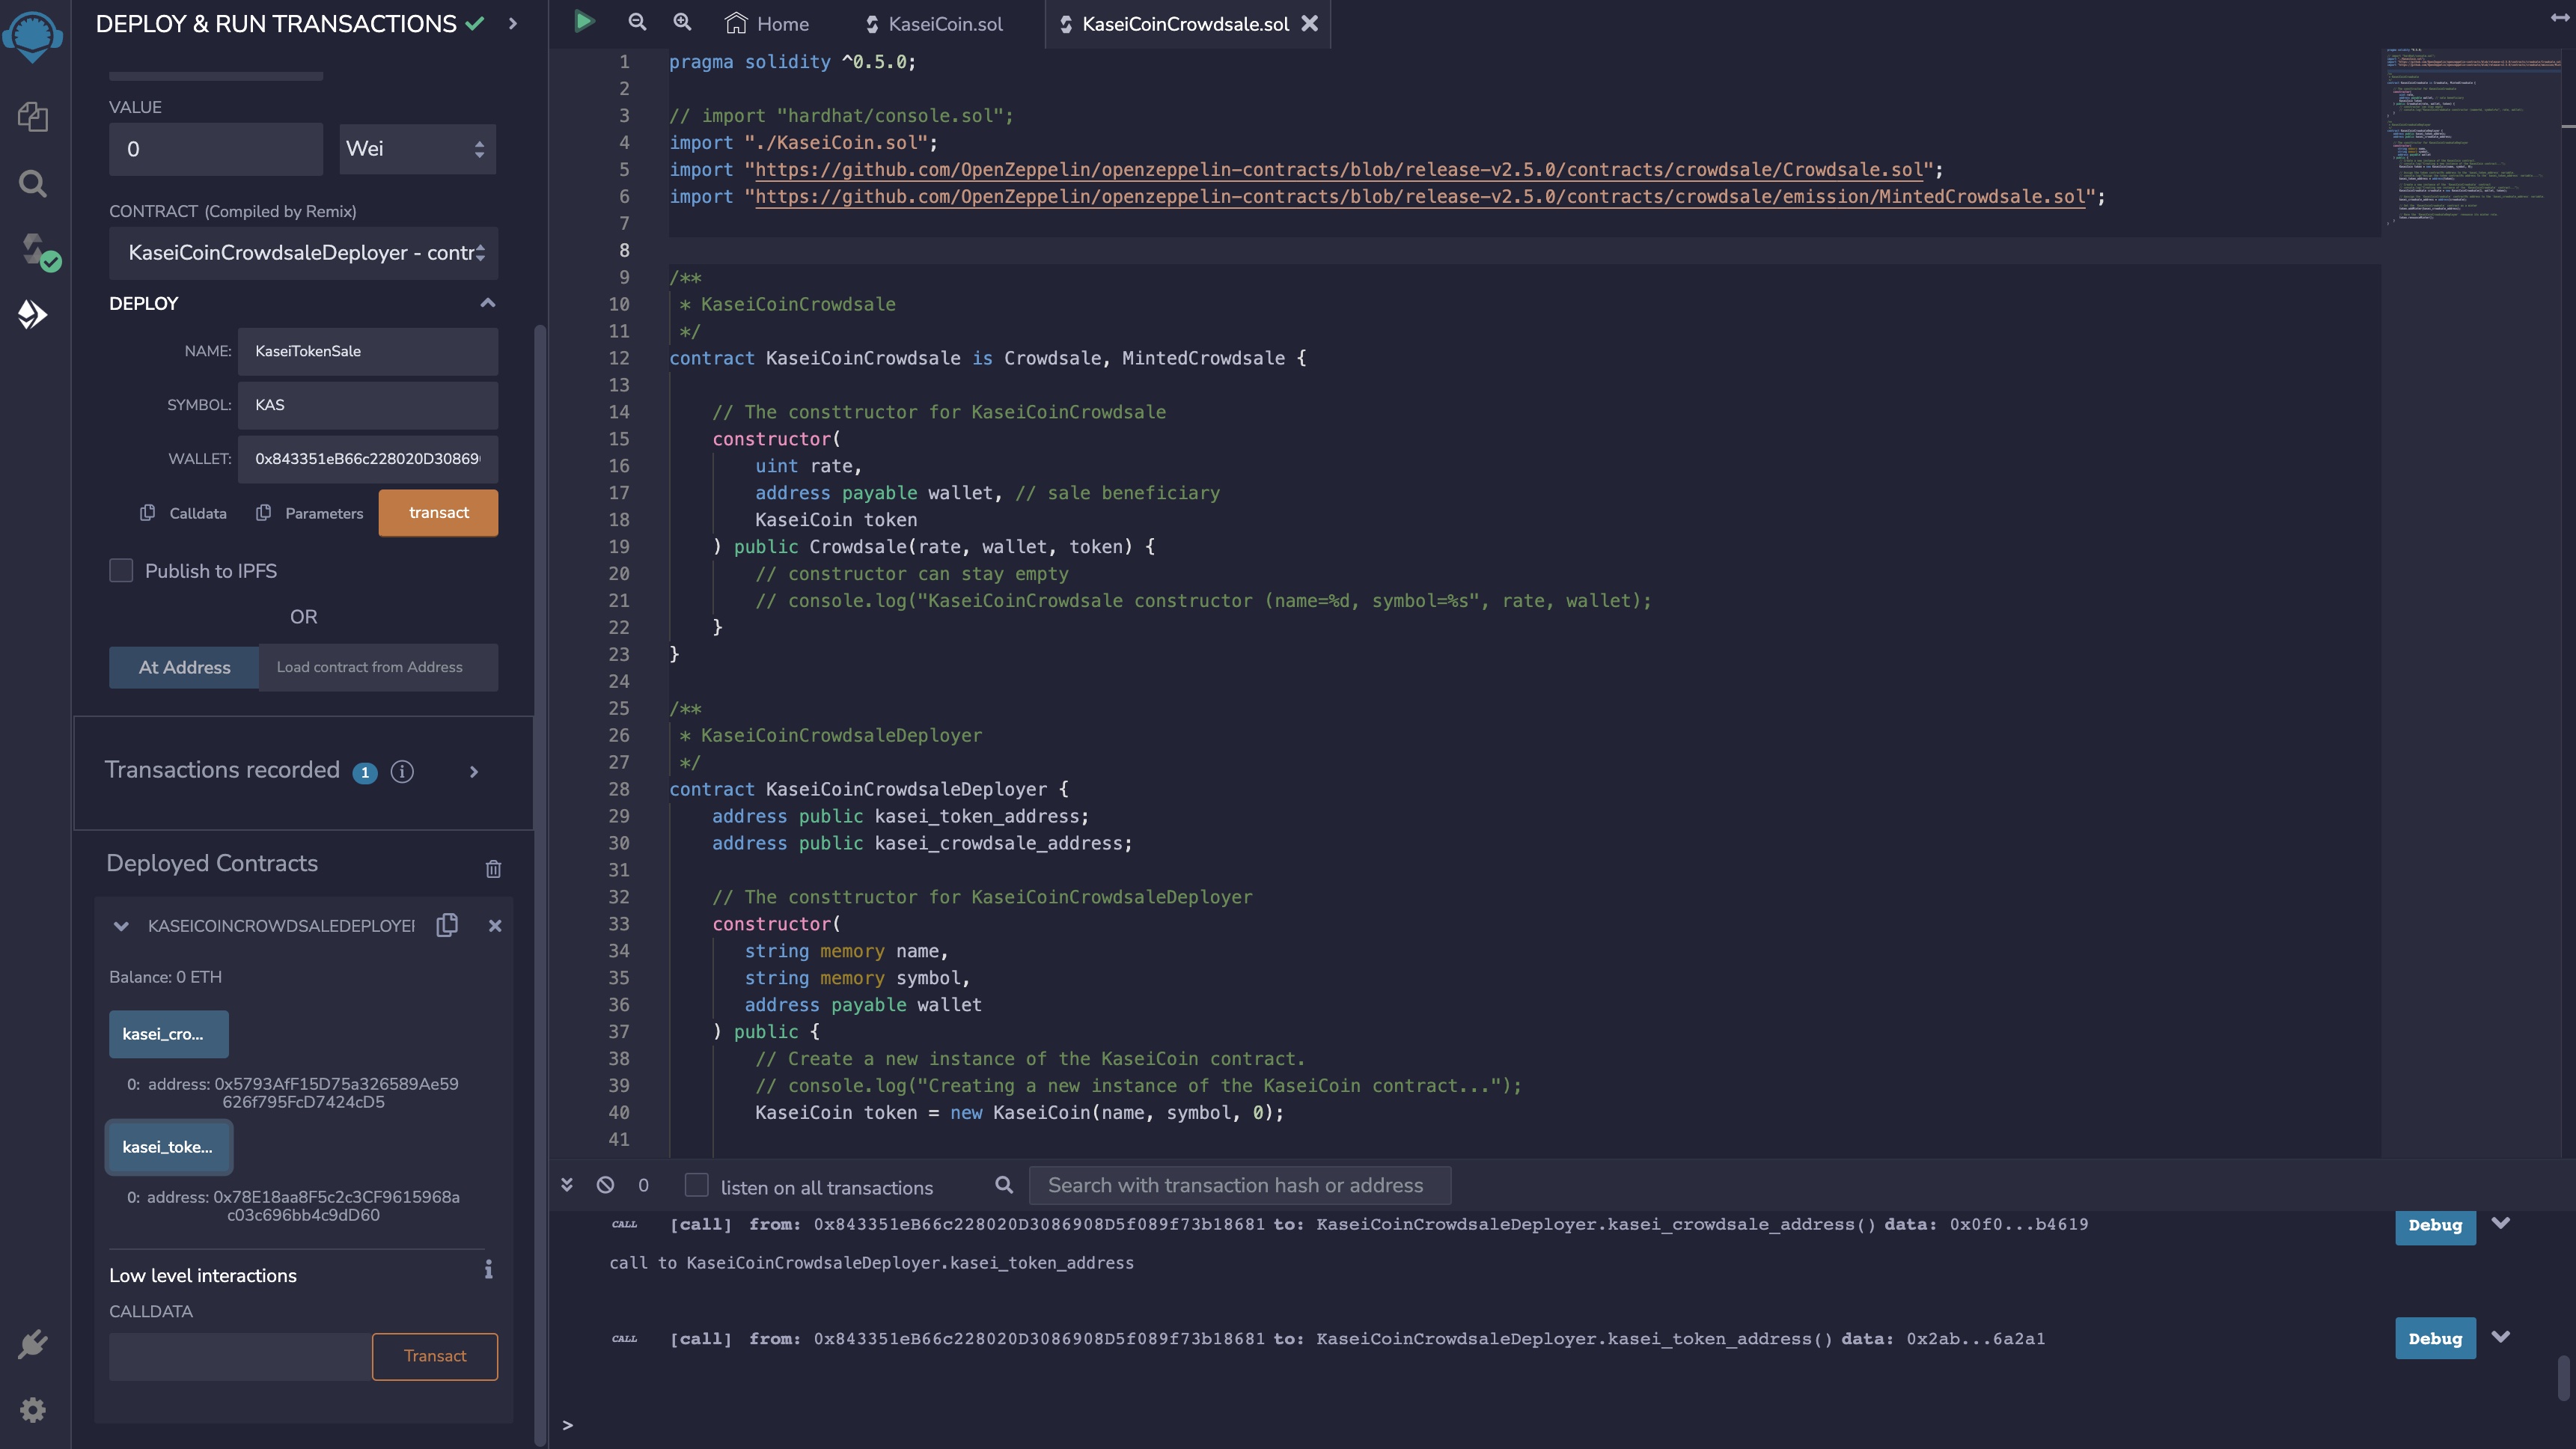 DEPLOY & RUN TRANSACTIONS
VALUE
0
Wei
CONTRACT (Compiled by Remix)
KaseiCoinCrowdsaleDeployer - contr
DEPLOY
NAME: KaseiTokenSale
SYMBOL: KAS
WALLET: 0x843351eB66c228020D30869
Calldata Parameters transact
Publish to IPFS
OR
At Address Load contract from Address
Transactions recorded 1 i
Deployed Contracts
KASEICOINCROWDSALEDEPLOYER
Balance: 0 ETH
kasei_cro...
0: address: 0x5793AfF15D75a326589Ae59
626f795FcD7424cD5
kasei_toke...
0: address: 0x78E18aa8F5c2c3CF9615968a
c03c696bb4c9dD60
Low level interactions
CALLDATA
Transact
Home KaseiCoin.sol KaseiCoinCrowdsale.sol
1 pragma solidity ^0.5.0;
2
3 // import "hardhat/console.sol";
4 import "./KaseiCoin.sol";
5 import "https://github.com/OpenZeppelin/openzeppelin-contracts/blob/release-v2.5.0/contracts/crowdsale/Crowdsale.sol";
6 import "https://github.com/OpenZeppelin/openzeppelin-contracts/blob/release-v2.5.0/contracts/crowdsale/emission/MintedCrowdsale.sol";
7
8
9 /**
10 * KaseiCoinCrowdsale
11 */
12 contract KaseiCoinCrowdsale is Crowdsale, MintedCrowdsale {
13
14 // The consttructor for KaseiCoinCrowdsale
15 constructor(
16 uint rate,
17 address payable wallet, // sale beneficiary
18 KaseiCoin token
19 ) public Crowdsale(rate, wallet, token) {
20 // constructor can stay empty
21 // console.log("KaseiCoinCrowdsale constructor (name=%d, symbol=%s", rate, wallet);
22 }
23 }
24
25 /**
26 * KaseiCoinCrowdsaleDeployer
27 */
28 contract KaseiCoinCrowdsaleDeployer {
29 address public kasei_token_address;
30 address public kasei_crowdsale_address;
31
32 // The consttructor for KaseiCoinCrowdsaleDeployer
33 constructor(
34 string memory name,
35 string memory symbol,
36 address payable wallet
37 ) public {
38 // Create a new instance of the KaseiCoin contract.
39 // console.log("Creating a new instance of the KaseiCoin contract...");
40 KaseiCoin token = new KaseiCoin(name, symbol, 0);
41
0 listen on all transactions Search with transaction hash or address
CALL [call] from: 0x843351eB66c228020D3086908D5f089f73b18681 to: KaseiCoinCrowdsaleDeployer.kasei_crowdsale_address() data: 0x0f0...b4619 Debug
call to KaseiCoinCrowdsaleDeployer.kasei_token_address
CALL [call] from: 0x843351eB66c228020D3086908D5f089f73b18681 to: KaseiCoinCrowdsaleDeployer.kasei_token_address() data: 0x2ab...6a2a1 Debug
>